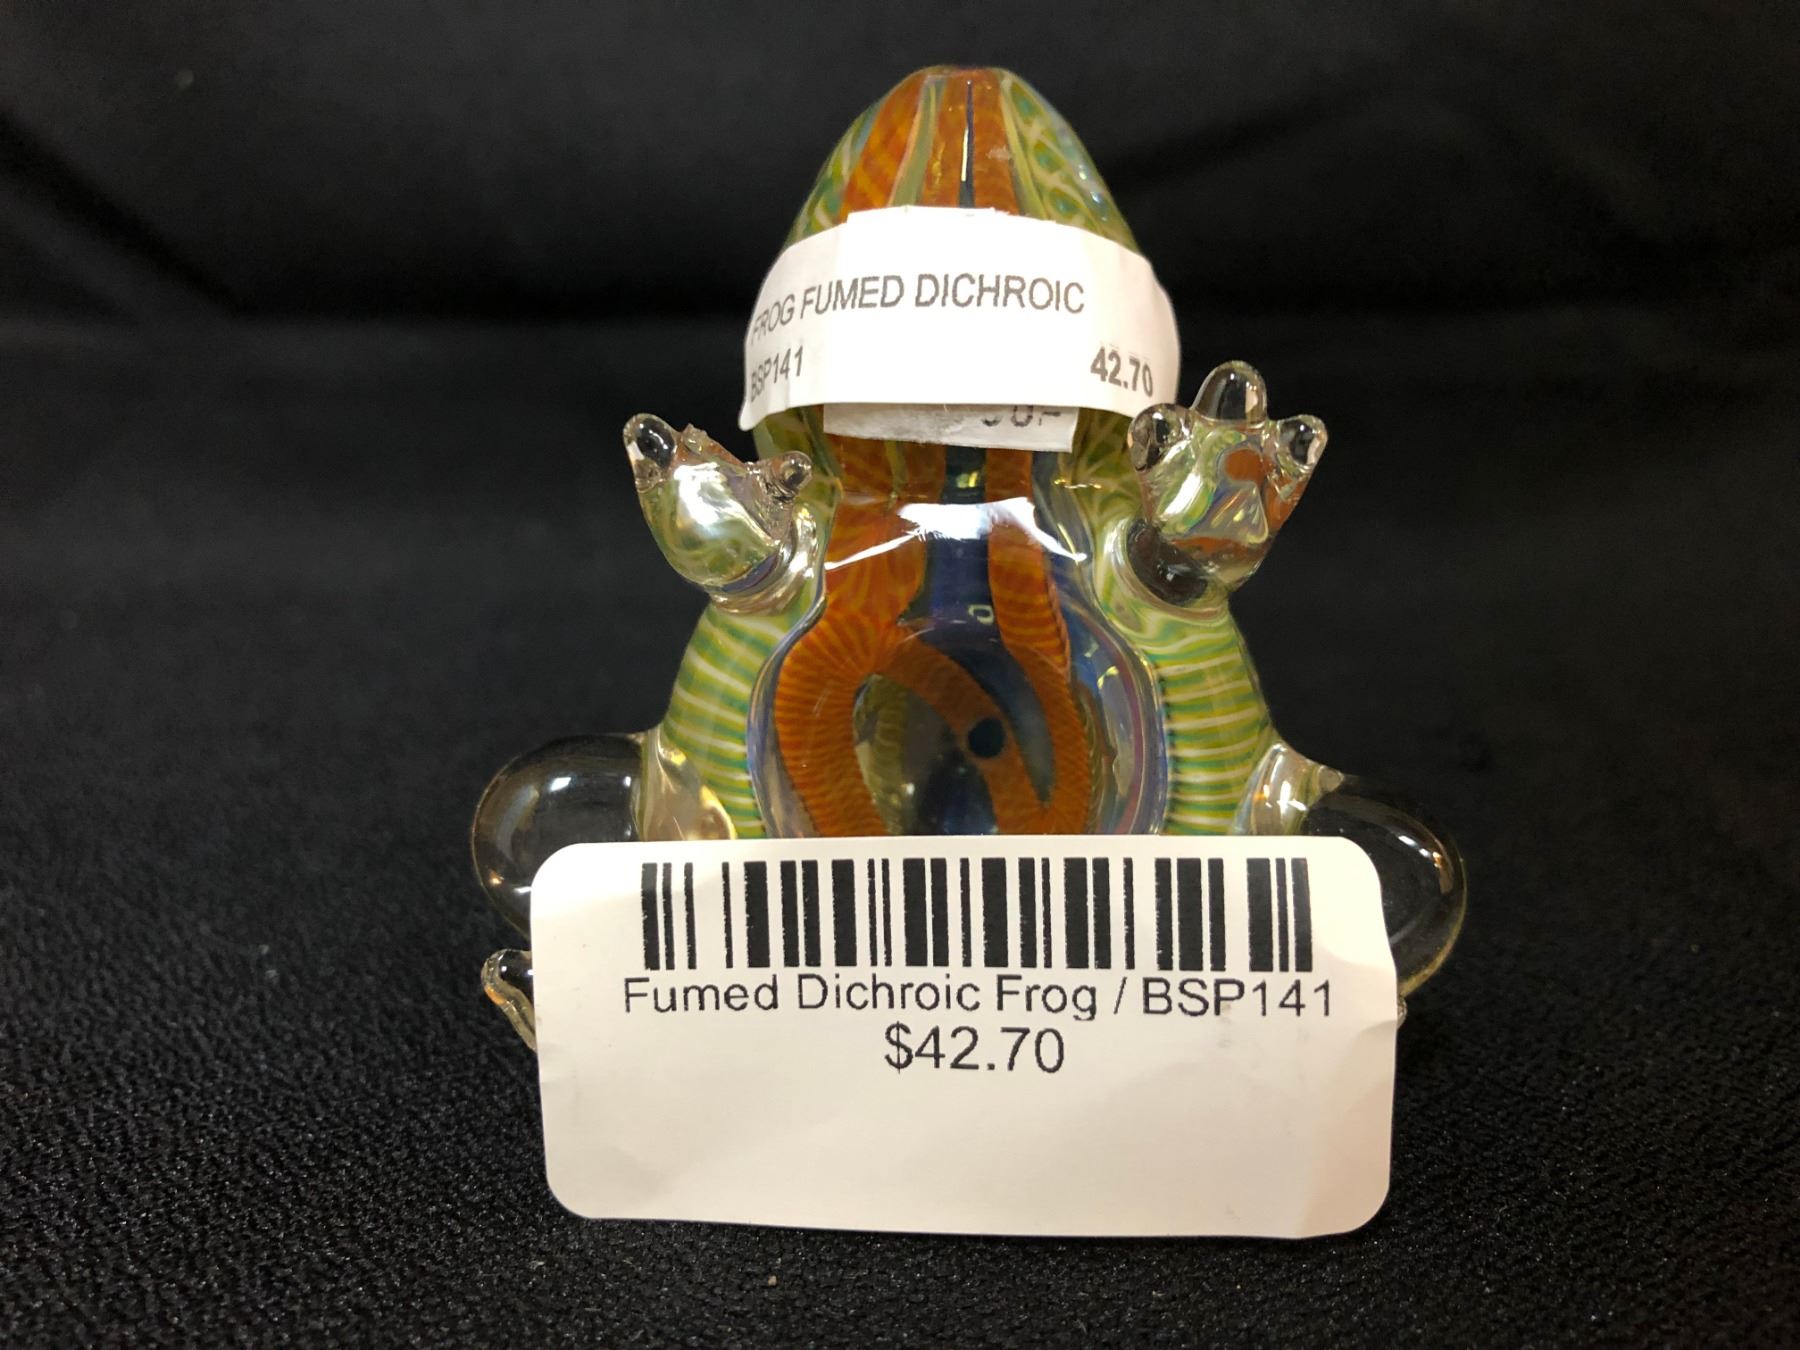 FROG FUMED DICHROIC
BSP141 42.70
Fumed Dichroic Frog / BSP141
$42.70